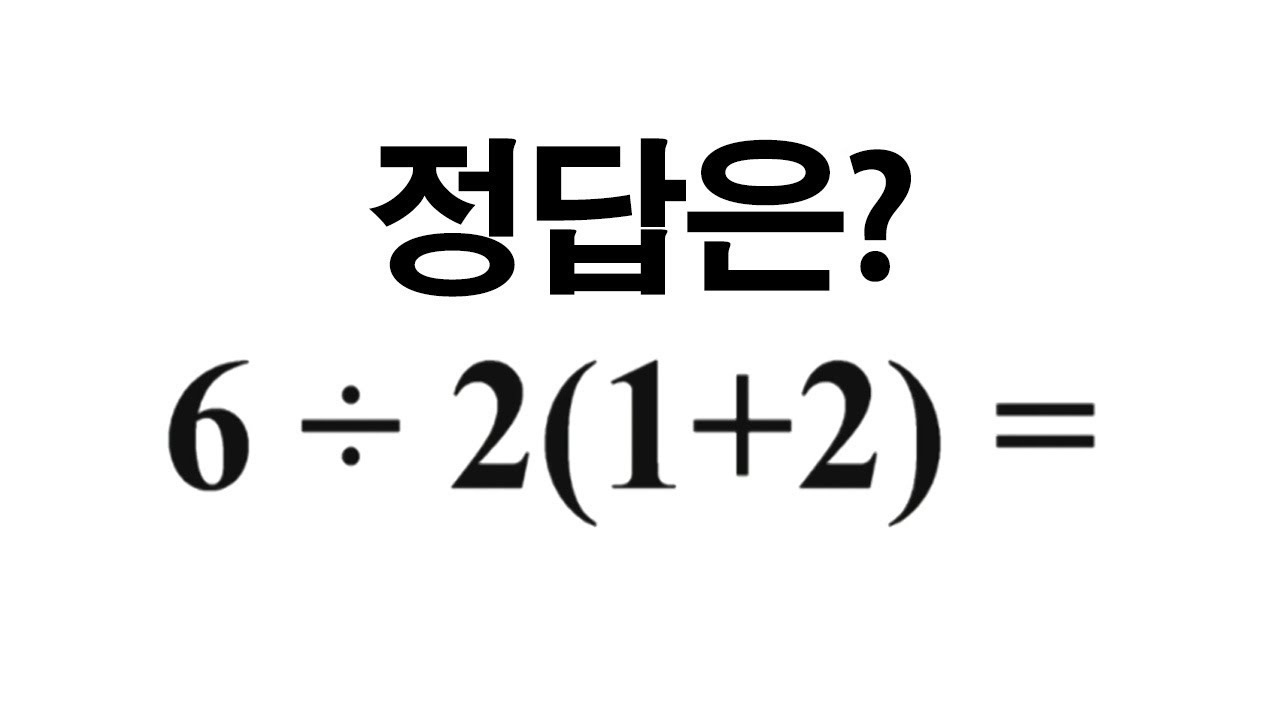 정답은?
6 ÷ 2(1+2) =